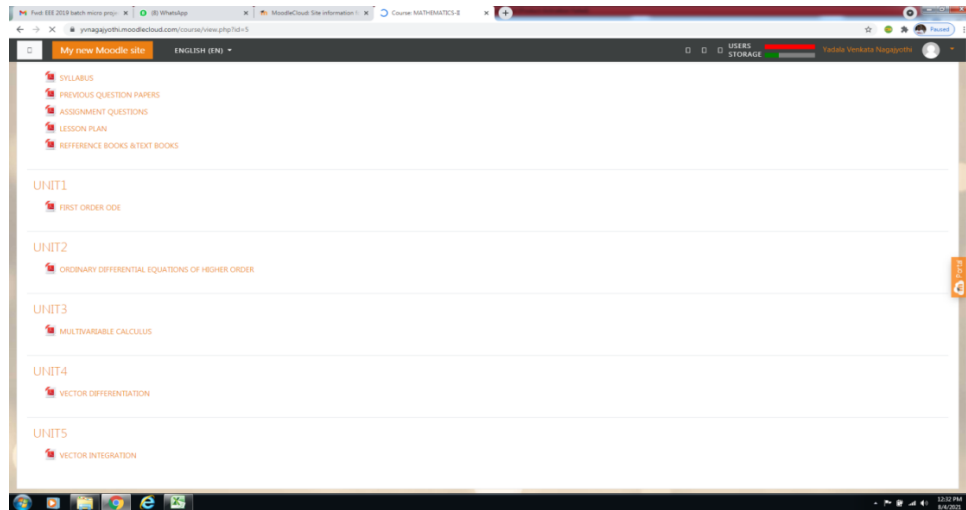 Fwd: EEE 2019 batch micro proje
(8) WhatsApp
MoodleCloud: Site information
Course: MATHEMATICS-II
yvnagajyothi.moodlecloud.com/course/view.php?id=5
Paused
My new Moodle site
ENGLISH (EN)
USERS
STORAGE
Yadala Venkata Nagajyothi
SYLLABUS
PREVIOUS QUESTION PAPERS
ASSIGNMENT QUESTIONS
LESSON PLAN
REFFERENCE BOOKS &TEXT BOOKS
UNIT1
FIRST ORDER ODE
UNIT2
ORDINARY DIFFERENTIAL EQUATIONS OF HIGHER ORDER
Portal
UNIT3
MULTIVARIABLE CALCULUS
UNIT4
VECTOR DIFFERENTIATION
UNIT5
VECTOR INTEGRATION
12:32 PM
8/4/2021